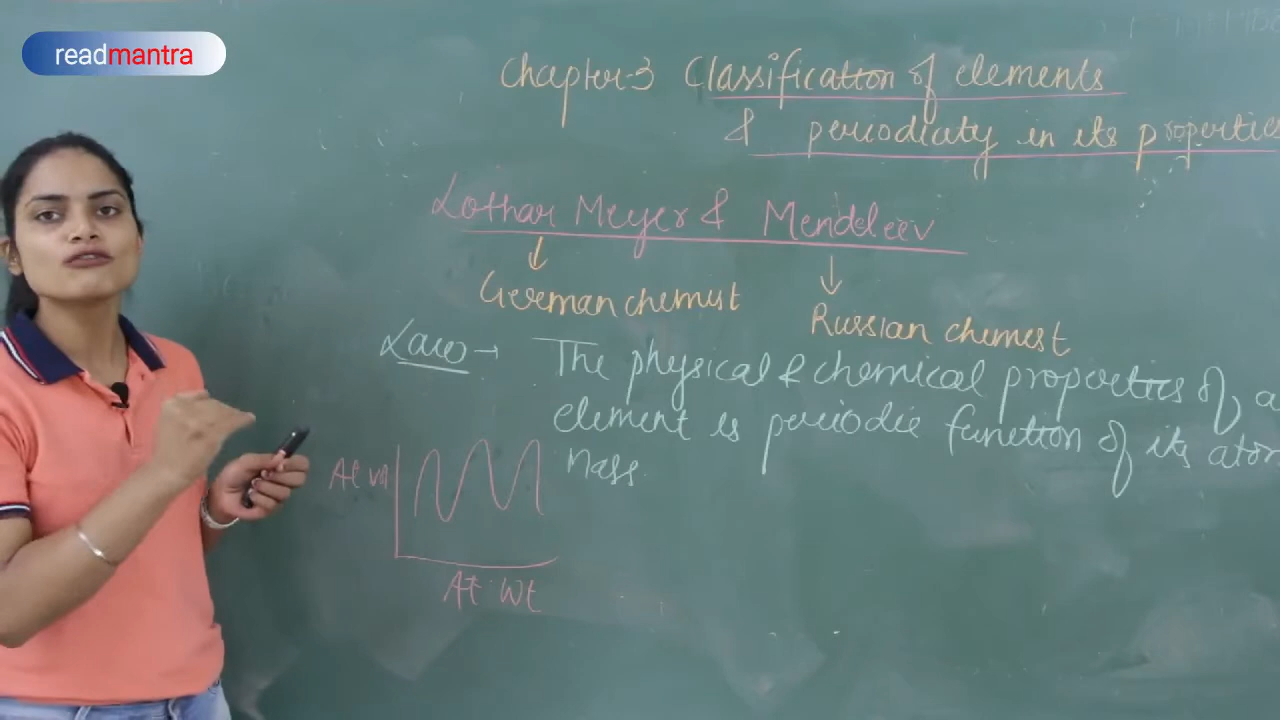 readmantra
Chapter-3 Classification of elements
& periodicity in its properties
Lothar Meyer & Mendeleev
↓ ↓
German chemist
Russian chemist
Law → The physical & chemical properties of a
element is periodic function of its atom
Mass.
At vol
At. Wt